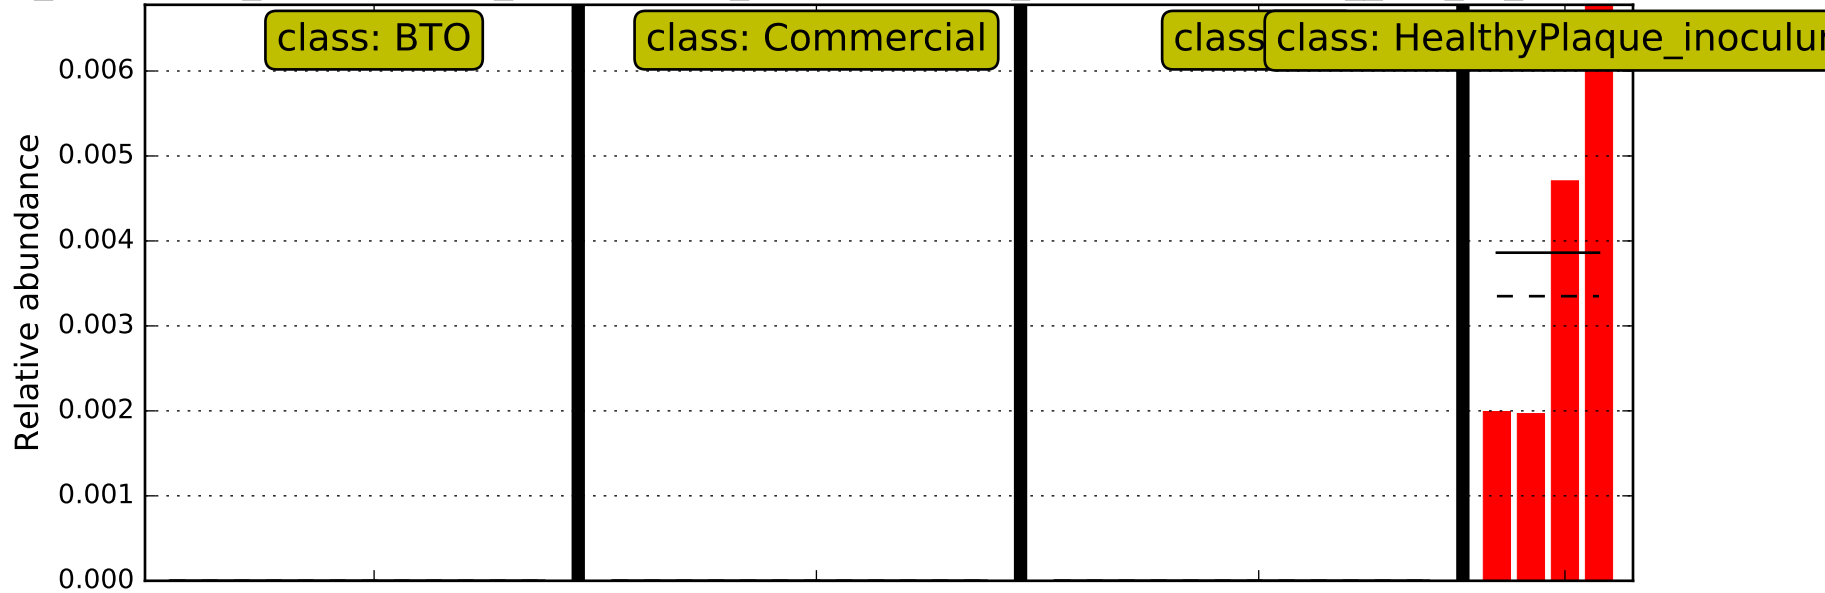 class: BTO
class: Commercial
class
class: HealthyPlaque_inoculu
0.006
0.005
0.004
0.003
0.002
0.001
0.000
Relative abundance